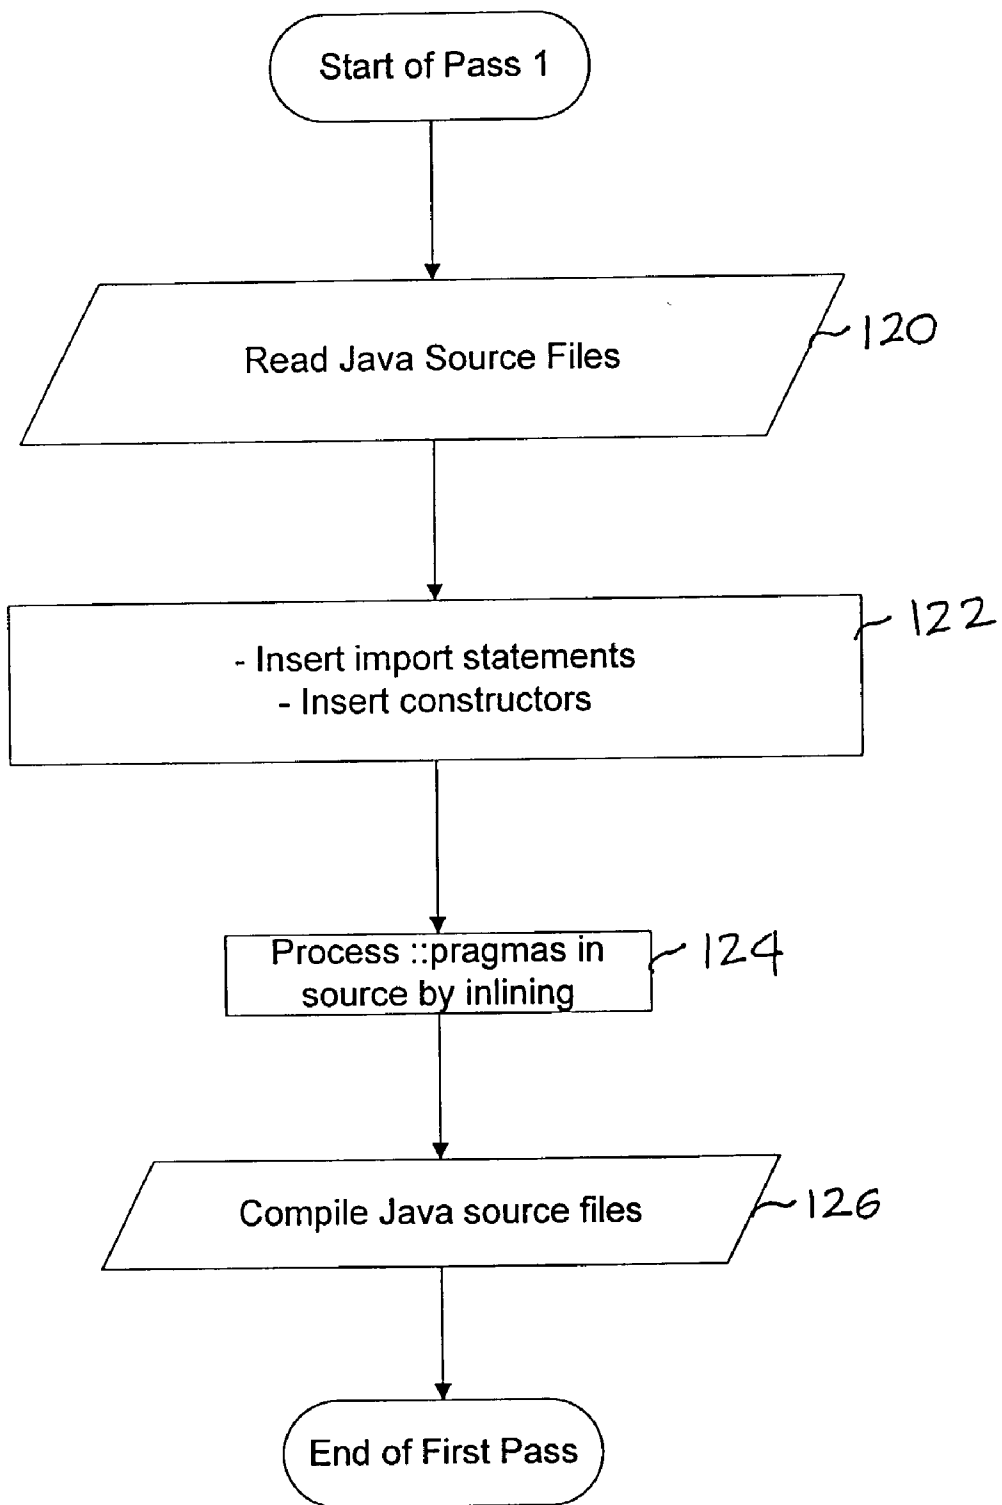 Start of Pass 1
Read Java Source Files
120
- Insert import statements
- Insert constructors
122
Process ::pragmas in
source by inlining
124
Compile Java source files
126
End of First Pass